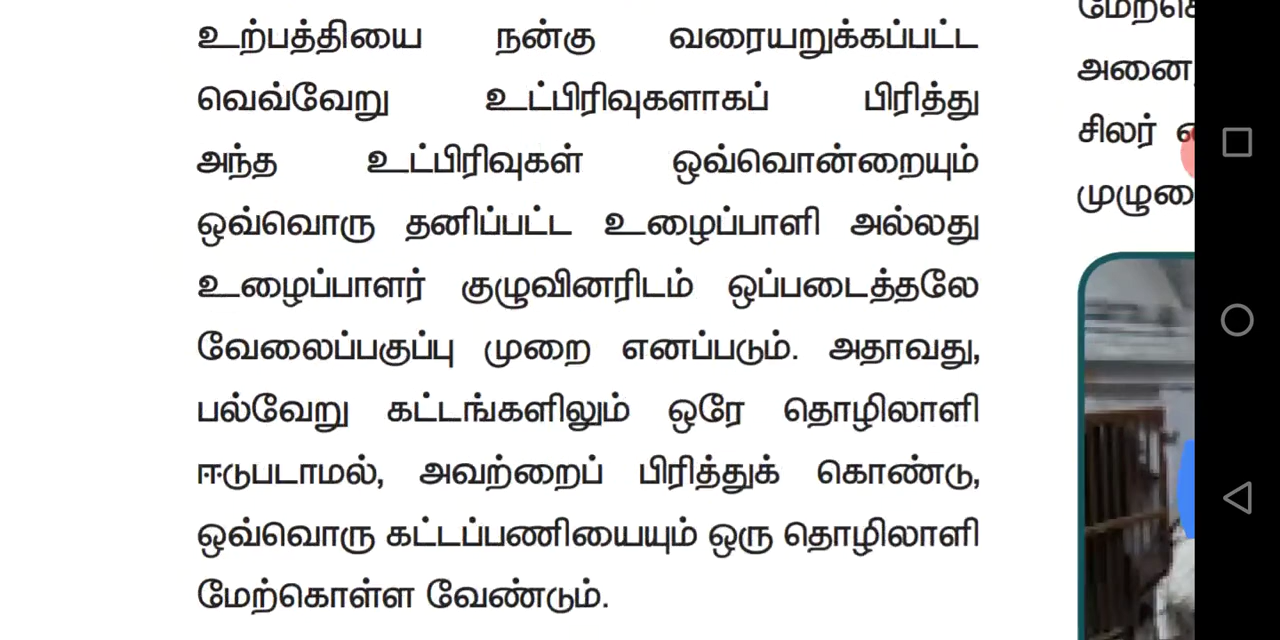 உற்பத்தியை நன்கு வரையறுக்கப்பட்ட
வெவ்வேறு உட்பிரிவுகளாகப் பிரித்து
அந்த உட்பிரிவுகள் ஒவ்வொன்றையும்
ஒவ்வொரு தனிப்பட்ட உழைப்பாளி அல்லது
உழைப்பாளர் குழுவினரிடம் ஒப்படைத்தலே
வேலைப்பகுப்பு முறை எனப்படும். அதாவது,
பல்வேறு கட்டங்களிலும் ஒரே தொழிலாளி
ஈடுபடாமல், அவற்றைப் பிரித்துக் கொண்டு,
ஒவ்வொரு கட்டப்பணியையும் ஒரு தொழிலாளி
மேற்கொள்ள வேண்டும்.
சிலர்